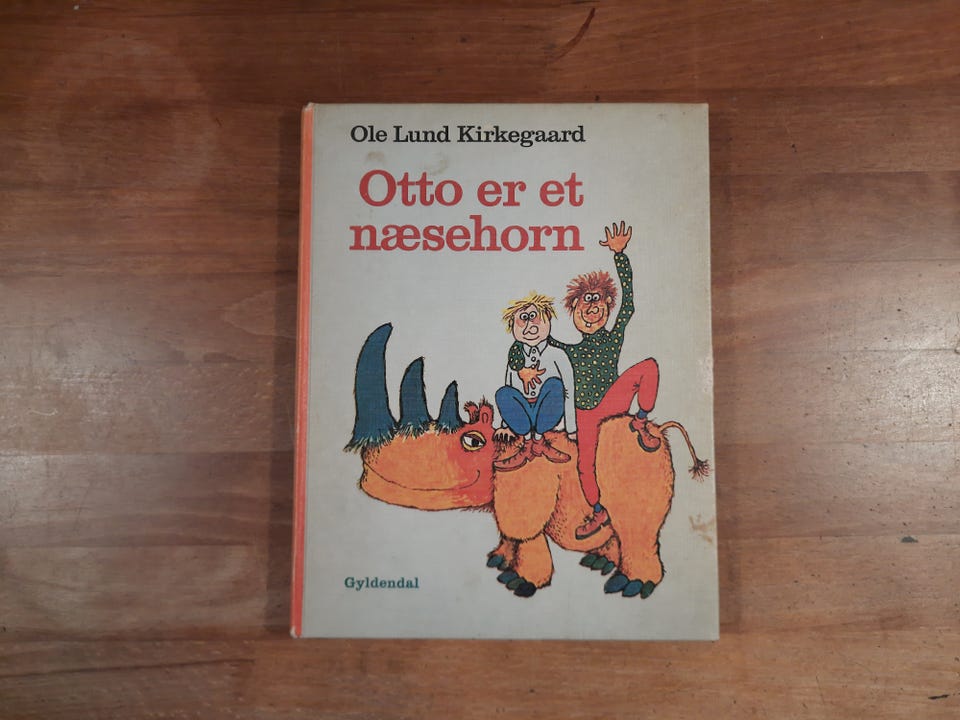 Ole Lund Kirkegaard
Otto er et
næsehorn
Gyldendal